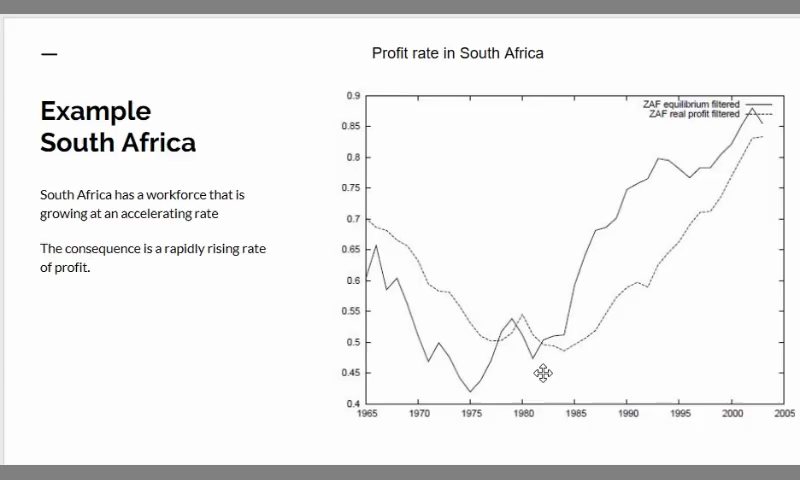 Profit rate in South Africa
Example
South Africa
South Africa has a workforce that is
growing at an accelerating rate
The consequence is a rapidly rising rate
of profit.
ZAF equilibrium filtered
ZAF real profit filtered
0.9
0.85
0.8
0.75
0.7
0.65
0.6
0.55
0.5
0.45
0.4
1965 1970 1975 1980 1985 1990 1995 2000 2005